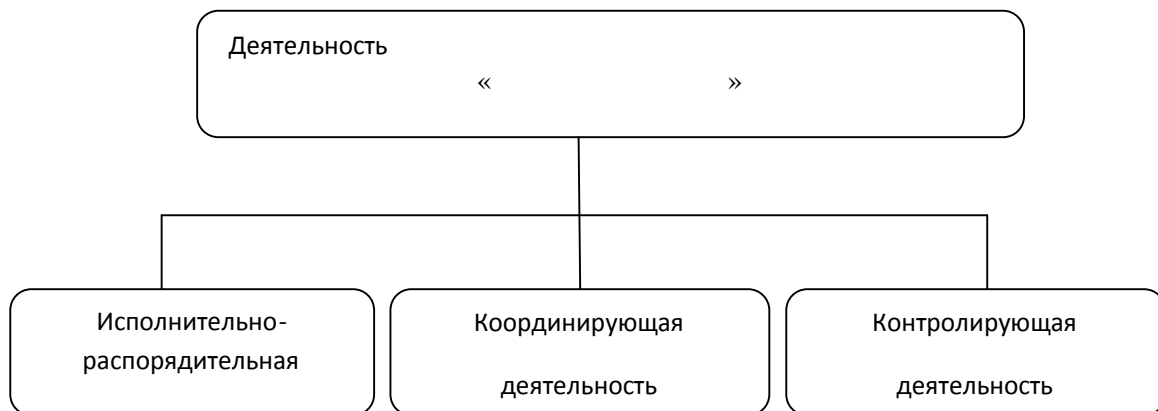 Деятельность
« »
Исполнительно-
распорядительная
Координирующая
деятельность
Контролирующая
деятельность